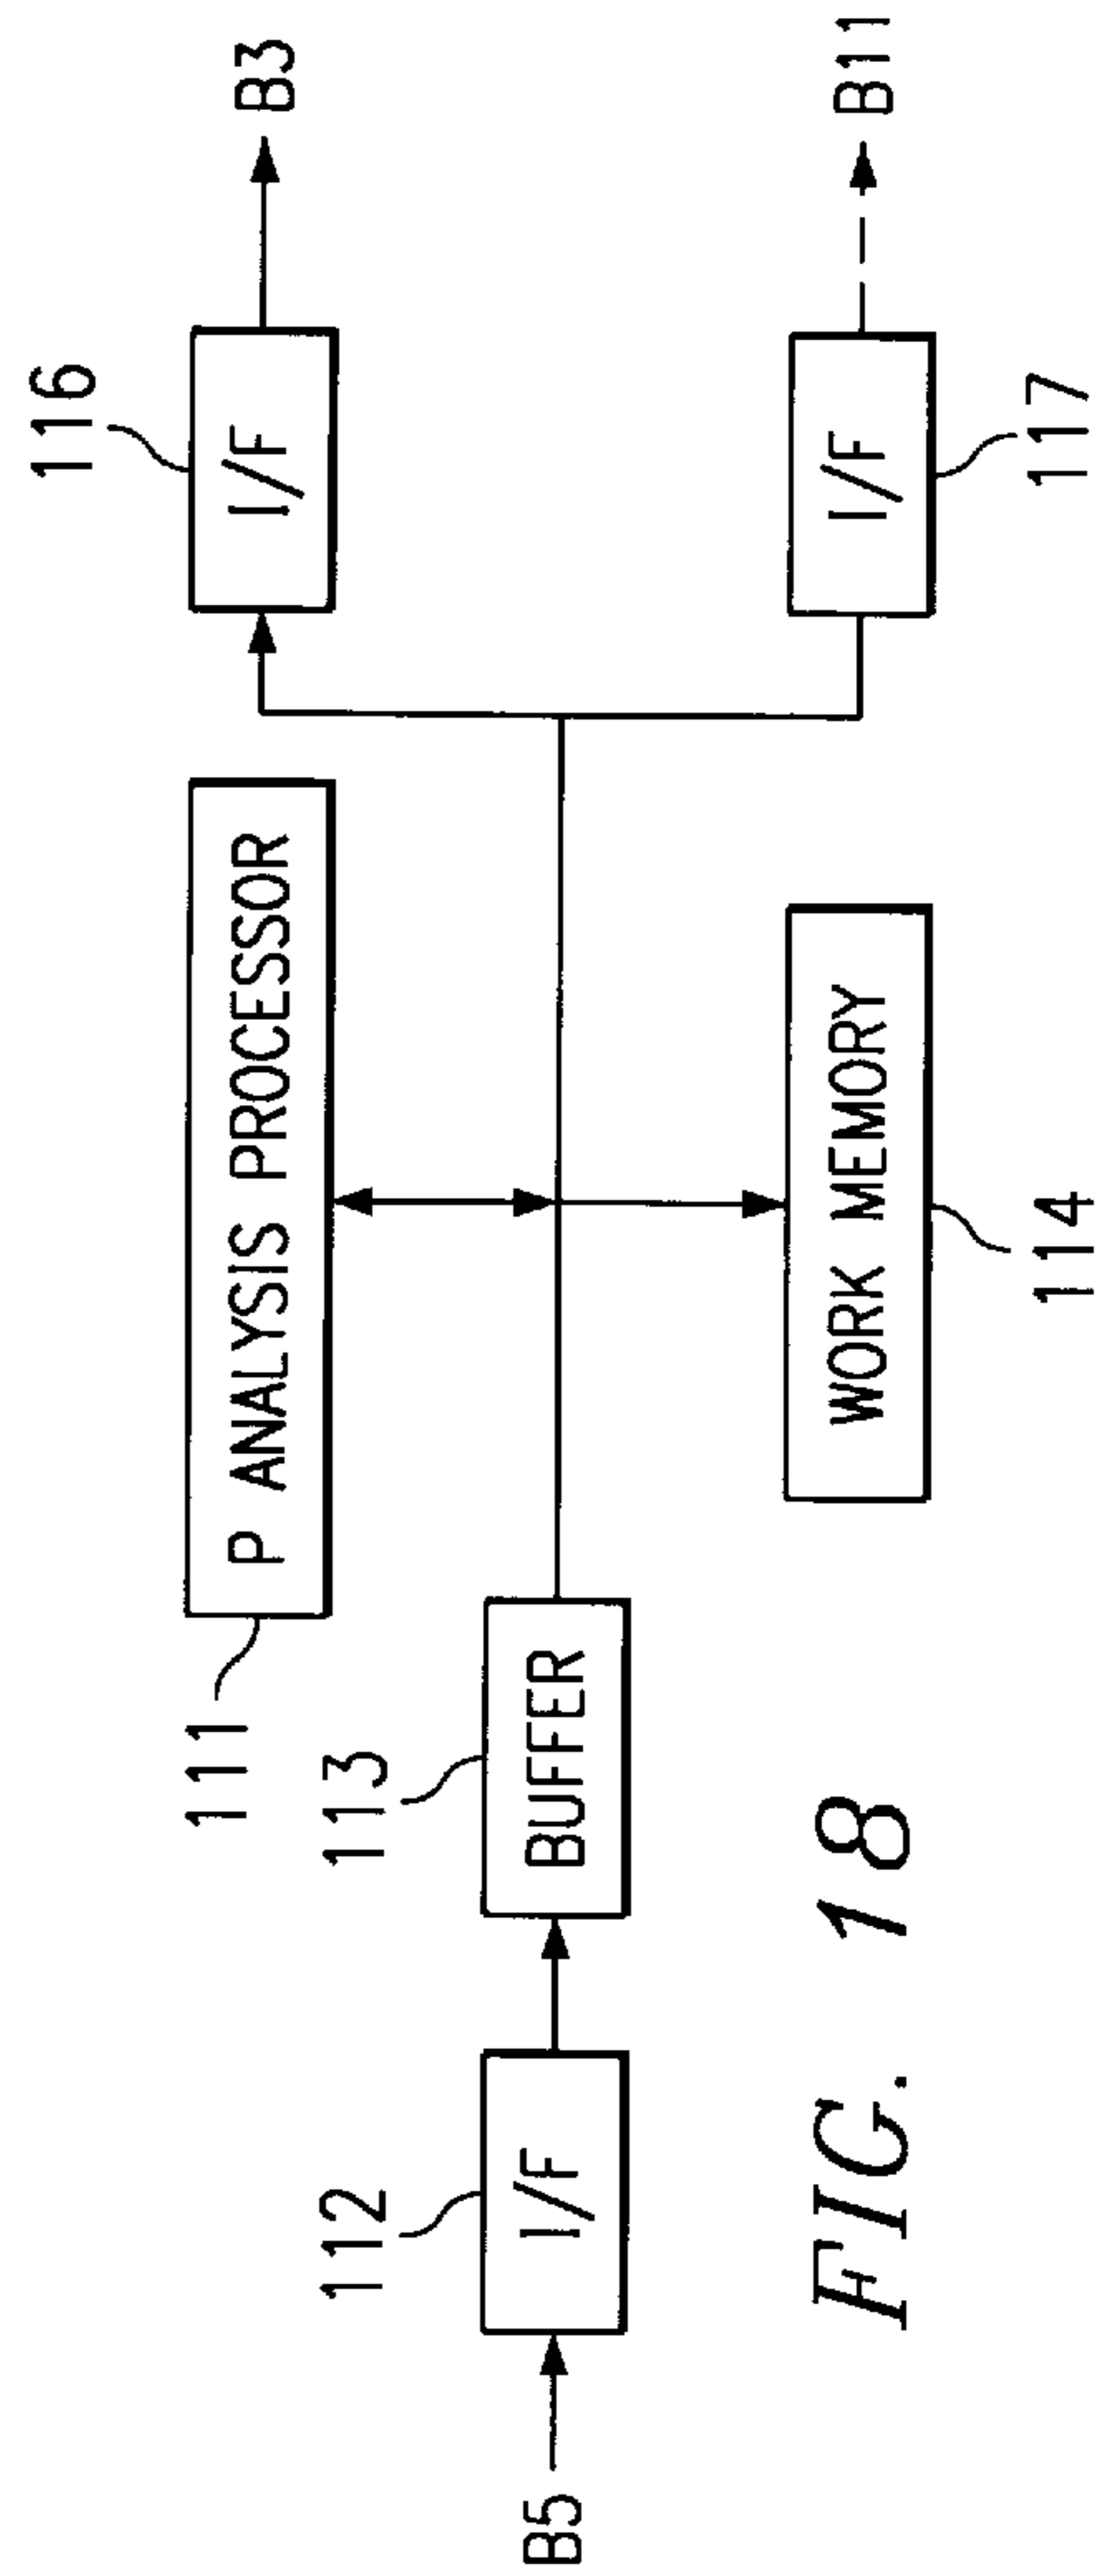 111
P ANALYSIS PROCESSOR
116
I/F
B3
B5
112
I/F
113
BUFFER
WORK MEMORY
114
I/F
117
B11
FIG. 18